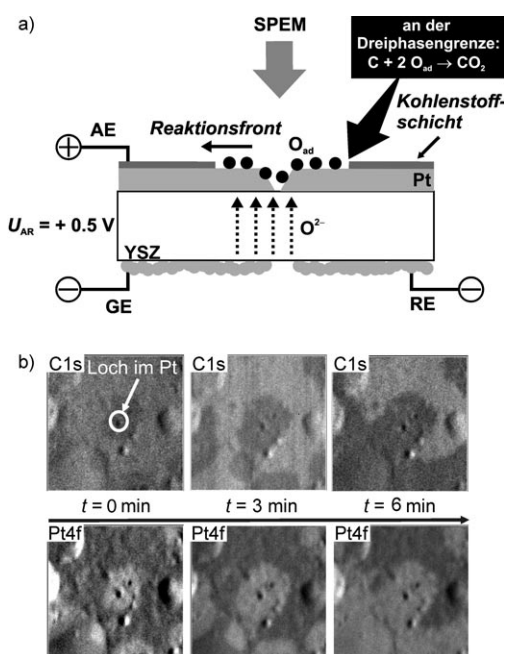 a)
SPEM
an der
Dreiphasengrenze:
C + 2 Oad → CO2
AE
Reaktionsfront
Oad
Kohlenstoff-
schicht
Pt
UAR = + 0.5 V
O2–
YSZ
GE
RE
b)
C1s
C1s
C1s
Loch im Pt
t = 0 min
t = 3 min
t = 6 min
Pt4f
Pt4f
Pt4f